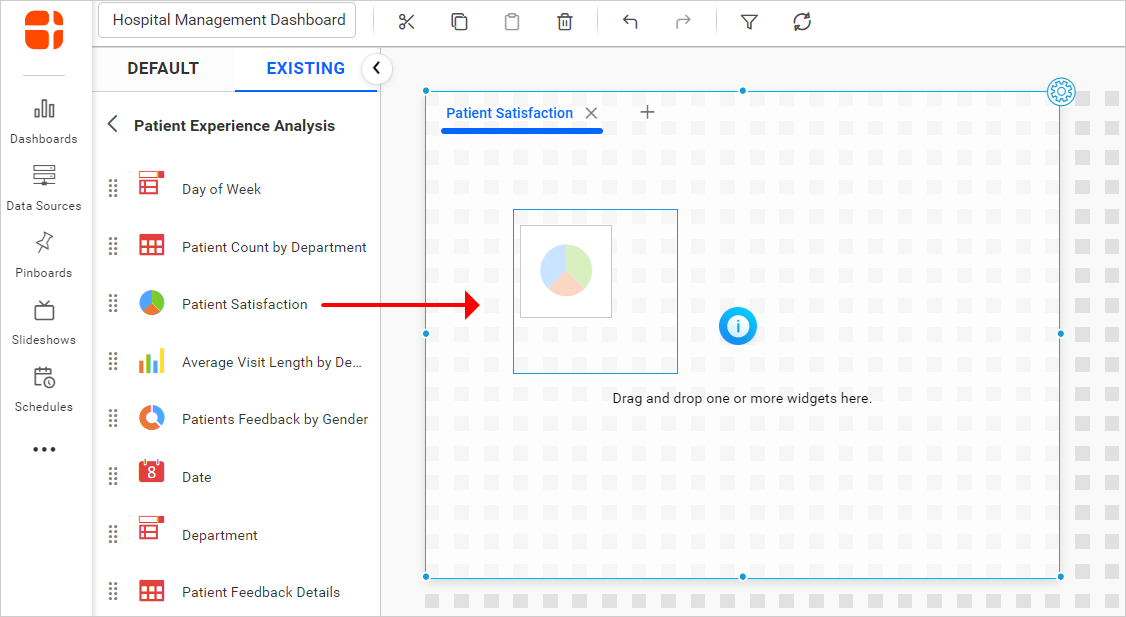 Hospital Management Dashboard
DEFAULT
EXISTING
Dashboards
Data Sources
Pinboards
Slideshows
Schedules
Patient Experience Analysis
Day of Week
Patient Count by Department
Patient Satisfaction
Average Visit Length by De...
Patients Feedback by Gender
8
Date
Department
Patient Feedback Details
Patient Satisfaction
i
Drag and drop one or more widgets here.